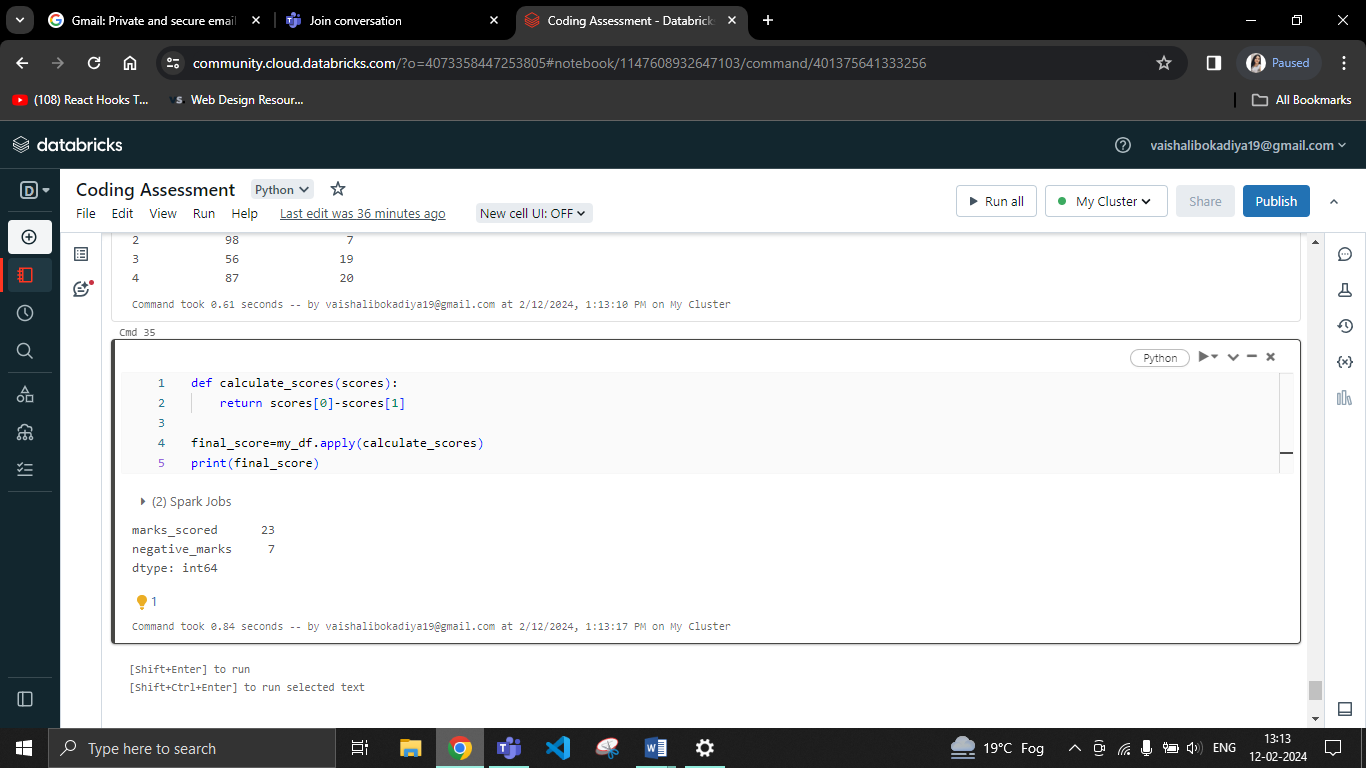 Gmail: Private and secure email
Join conversation
Coding Assessment - Databricks
community.cloud.databricks.com/?o=4073358447253805#notebook/1147608932647103/command/401375641333256
Paused
(108) React Hooks T...
VS Web Design Resour...
All Bookmarks
databricks
vaishalibokadiya19@gmail.com
D
Coding Assessment
Python
File Edit View Run Help Last edit was 36 minutes ago New cell UI: OFF
Run all
My Cluster
Share
Publish
2 98 7
3 56 19
4 87 20
Command took 0.61 seconds -- by vaishalibokadiya19@gmail.com at 2/12/2024, 1:13:10 PM on My Cluster
Cmd 35
Python
1 def calculate_scores(scores):
2 return scores[0]-scores[1]
3
4 final_score=my_df.apply(calculate_scores)
5 print(final_score)
(2) Spark Jobs
marks_scored 23
negative_marks 7
dtype: int64
1
Command took 0.84 seconds -- by vaishalibokadiya19@gmail.com at 2/12/2024, 1:13:17 PM on My Cluster
[Shift+Enter] to run
[Shift+Ctrl+Enter] to run selected text
Type here to search
19°C Fog
ENG
13:13
12-02-2024